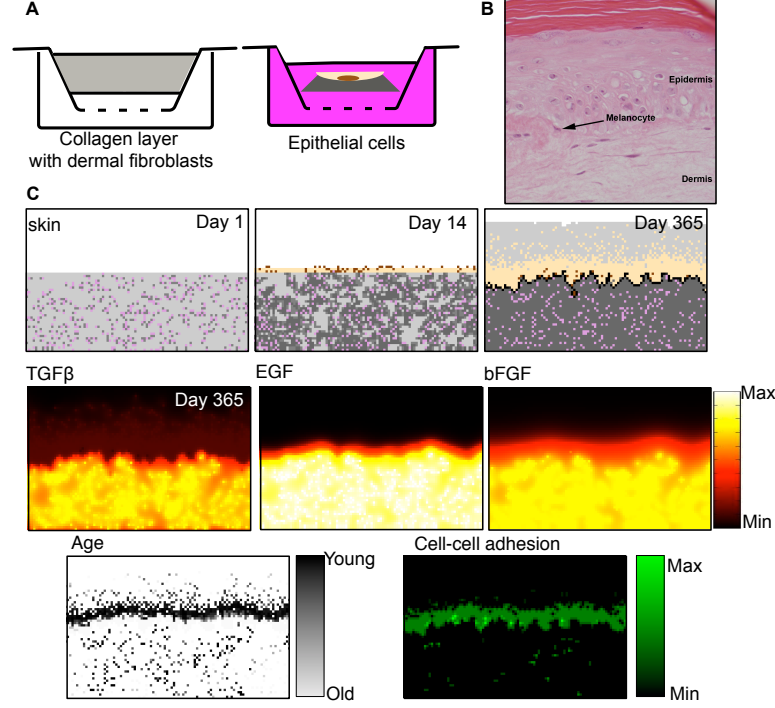 A
B
Collagen layer
with dermal fibroblasts
Epithelial cells
Epidermis
Melanocyte
Dermis
C
skin
Day 1
Day 14
Day 365
TGFβ
EGF
bFGF
Day 365
Max
Min
Age
Cell-cell adhesion
Young
Old
Max
Min